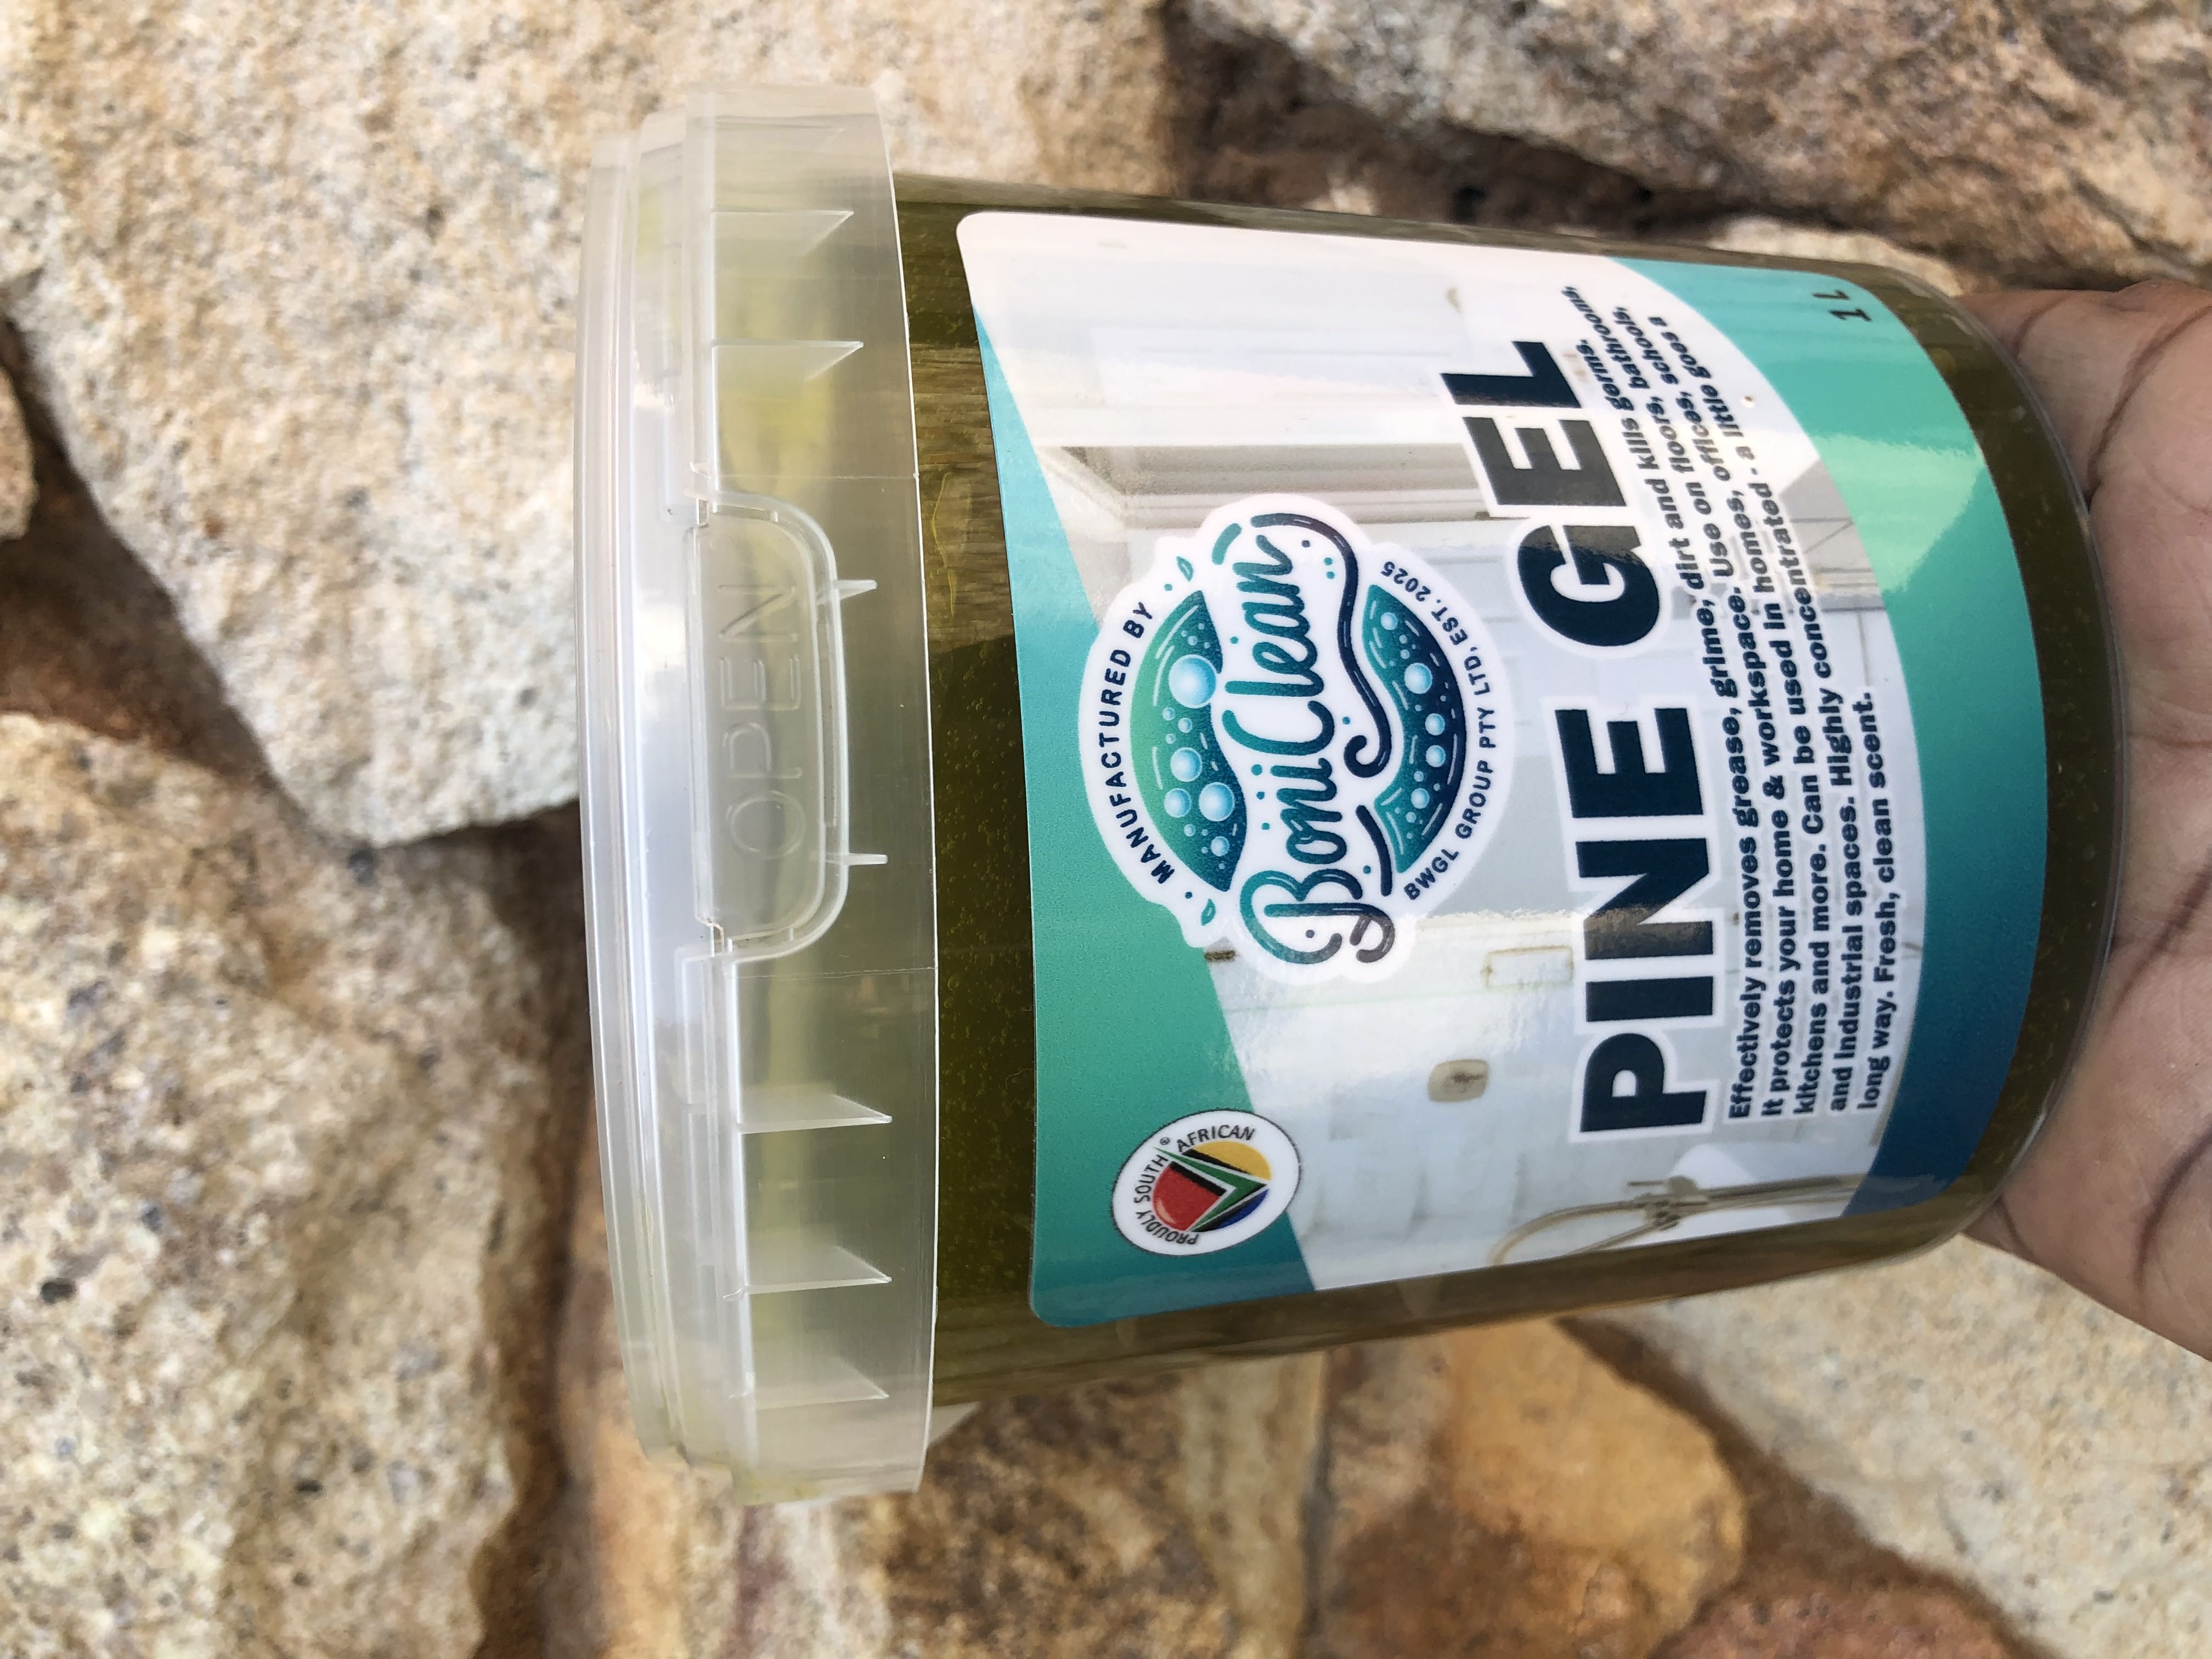 OPEN
PROUDLY SOUTH AFRICAN ®
MANUFACTURED BY
BoniClean
BWGL GROUP PTY LTD, EST. 2025
PINE GEL
Effectively removes grease, grime, dirt and kills germs.
It protects your home & workspace. Use on floors, bathrooms,
kitchens and more. Can be used in homes, offices, schools,
and industrial spaces. Highly concentrated - a little goes a
long way. Fresh, clean scent.
1 L